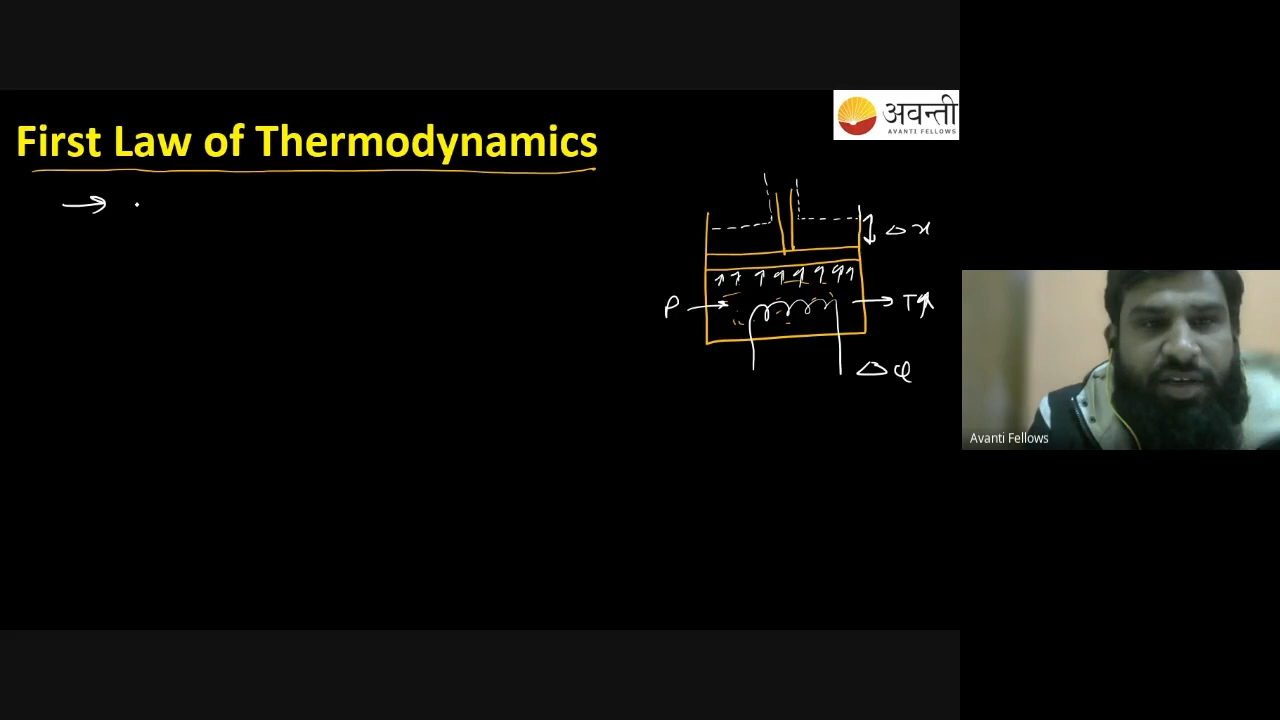 अवन्ती
AVANTI FELLOWS
First Law of Thermodynamics
→ .
Δx
P →
→ T↑
ΔQ
Avanti Fellows